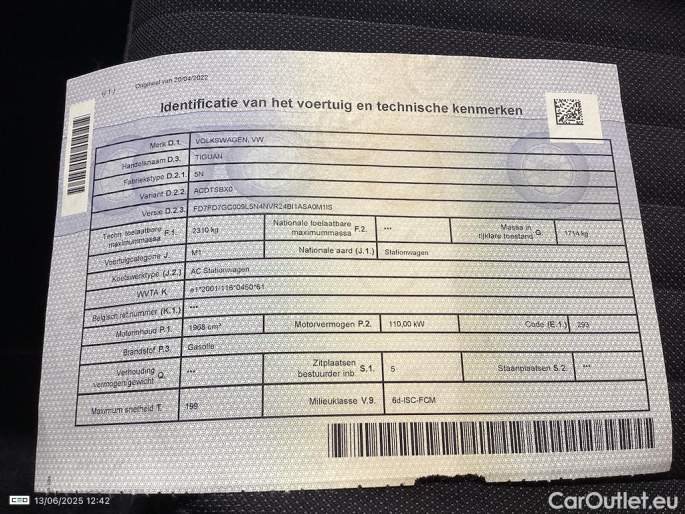 Opgesteld van 20/04/2022
Identificatie van het voertuig en technische kenmerken
Merk D.1. VOLKSWAGEN, VW
Handelsnaam D.3. TIGUAN
Fabriekstype D.2.1. 5N
Variant D.2.2. ACDTSBX0
Versie D.2.3. FD7FD7GC009L5N4NVR24BI1ASA0M1IS
Techn. toelaatbare maximummassa F.1. 2310 kg Nationale toelaatbare maximummassa F.2. *** Massa in rijklare toestand G. 1714 kg
Voertuigcategorie J. M1 Nationale aard (J.1.) Stationwagen
Koetswerktype (J.2.) AC Stationwagen
WVTA K. e1*2001/116*0450*61
Belgisch ref.nummer (K.1.) ***
Motorinhoud P.1. 1968 cm³ Motorvermogen P.2. 110,00 kW Code (E.1.) 293
Brandstof P.3. Gasolie
Verhouding vermogen/gewicht Q. *** Zitplaatsen bestuurder inb. S.1. 5 Staanplaatsen S.2. ***
Maximum snelheid T. 199 Milieuklasse V.9. 6d-ISC-FCM
13/06/2025 12:42
CarOutlet.eu